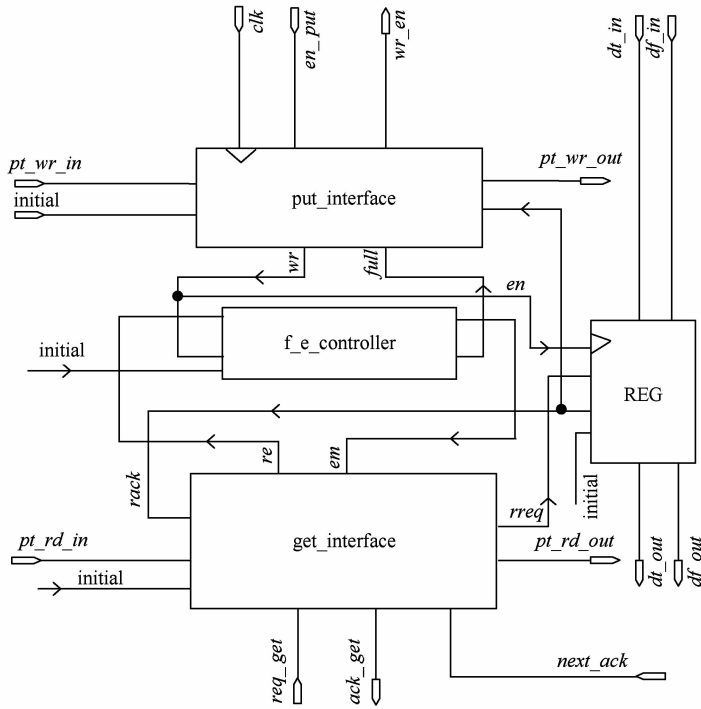 clk
en_put
wr_en
dt_in
df_in
pt_wr_in
initial
put_interface
pt_wr_out
wr
full
en
initial
f_e_controller
REG
rack
re
em
rreq
initial
pt_rd_in
initial
get_interface
pt_rd_out
dt_out
df_out
req_get
ack_get
next_ack